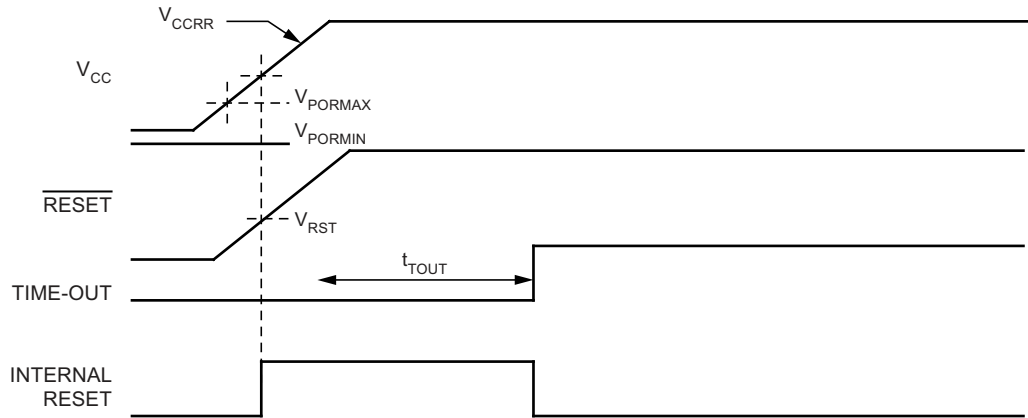 V_CCRR
V_CC
V_PORMAX
V_PORMIN
RESET
V_RST
t_TOUT
TIME-OUT
INTERNAL
RESET